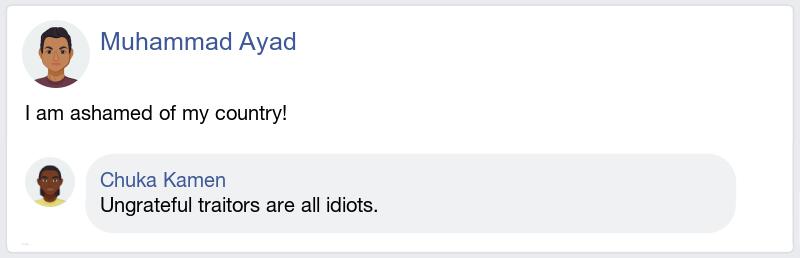 Muhammad Ayad
I am ashamed of my country!
Chuka Kamen
Ungrateful traitors are all idiots.